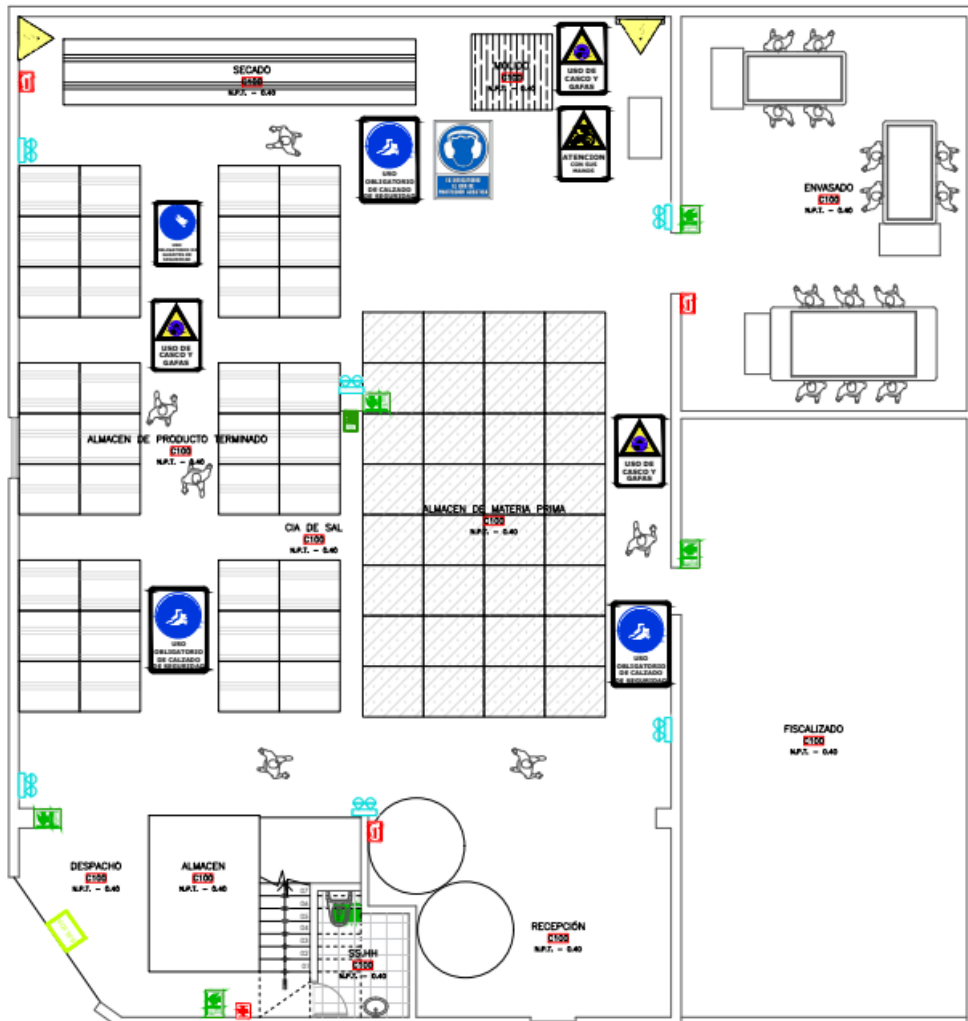 SECADO
C100
N.P.T. - 0.40
MOLIDO
C100
N.P.T. - 0.40
USO DE
CASCO Y
GAFAS
USO
OBLIGATORIO
DE CALZADO
DE SEGURIDAD
ATENCION
CON SUS
MANOS
ENVASADO
C100
N.P.T. - 0.40
USO
USO DE
CASCO Y
GAFAS
ALMACEN DE PRODUCTO TERMINADO
C100
N.P.T. - 0.40
USO DE
CASCO Y
GAFAS
ALMACEN DE MATERIA PRIMA
C100
N.P.T. - 0.40
CIA DE SAL
C100
N.P.T. - 0.40
USO
OBLIGATORIO
DE CALZADO
DE SEGURIDAD
USO
OBLIGATORIO
DE CALZADO
DE SEGURIDAD
FISCALIZADO
C100
N.P.T. - 0.40
DESPACHO
C100
N.P.T. - 0.40
ALMACEN
C100
N.P.T. - 0.40
RECEPCIÓN
C100
N.P.T. - 0.40
SS.HH
C100
N.P.T. - 0.40